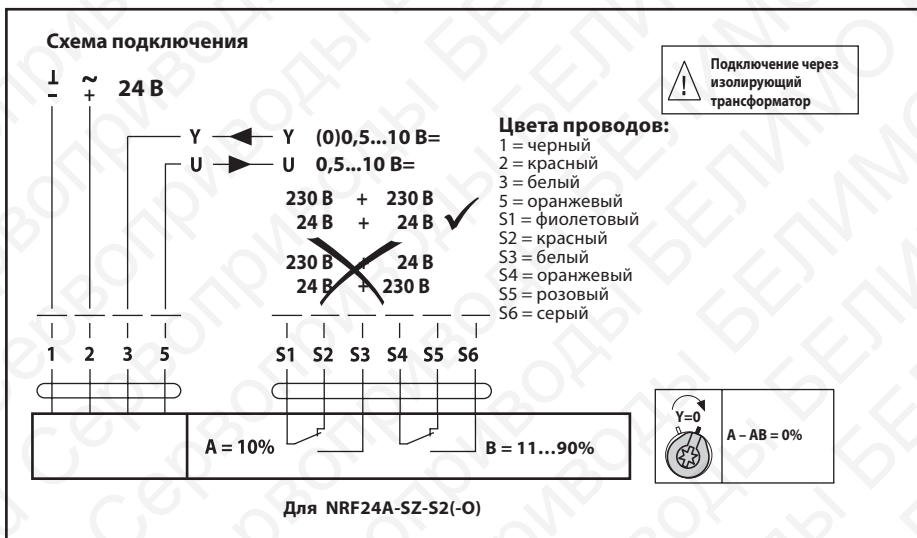 Схема подключения
⊥ ~
- + 24 В
Подключение через
изолирующий
трансформатор
Y Y (0)0,5...10 В=
U U 0,5...10 В=
230 В + 230 В
24 В + 24 В
230 В + 24 В
24 В + 230 В
Цвета проводов:
1 = черный
2 = красный
3 = белый
5 = оранжевый
S1 = фиолетовый
S2 = красный
S3 = белый
S4 = оранжевый
S5 = розовый
S6 = серый
1 2 3 5 S1 S2 S3 S4 S5 S6
A = 10% B = 11...90%
Y=0
A – AB = 0%
Для NRF24A-SZ-S2(-O)
Сервоприводы БЕЛИМО